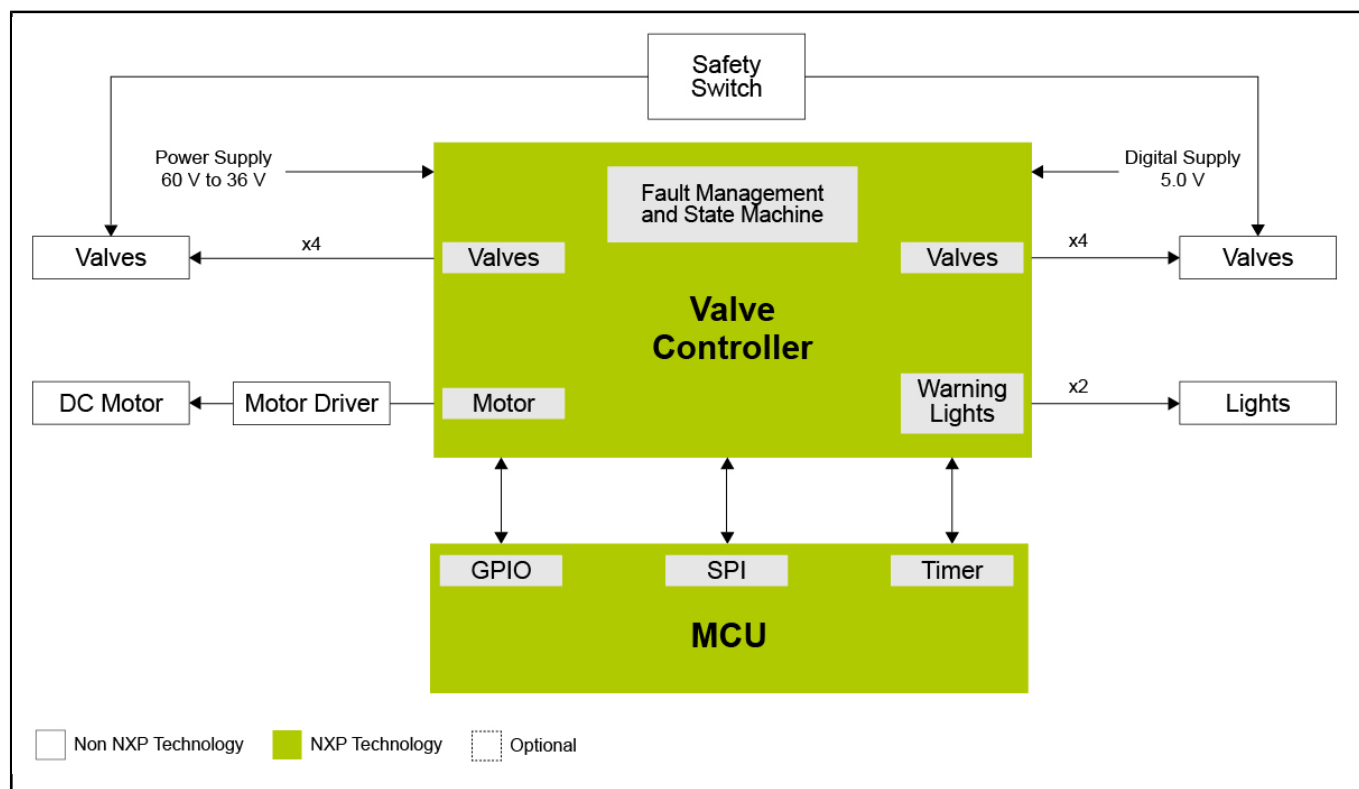 Safety
Switch
Power Supply
60 V to 36 V
Digital Supply
5.0 V
Fault Management
and State Machine
x4
x4
Valves
Valves
Valves
Valves
Valve
Controller
Warning
Lights
x2
DC Motor
Motor Driver
Motor
Lights
GPIO
SPI
Timer
MCU
Non NXP Technology
NXP Technology
Optional